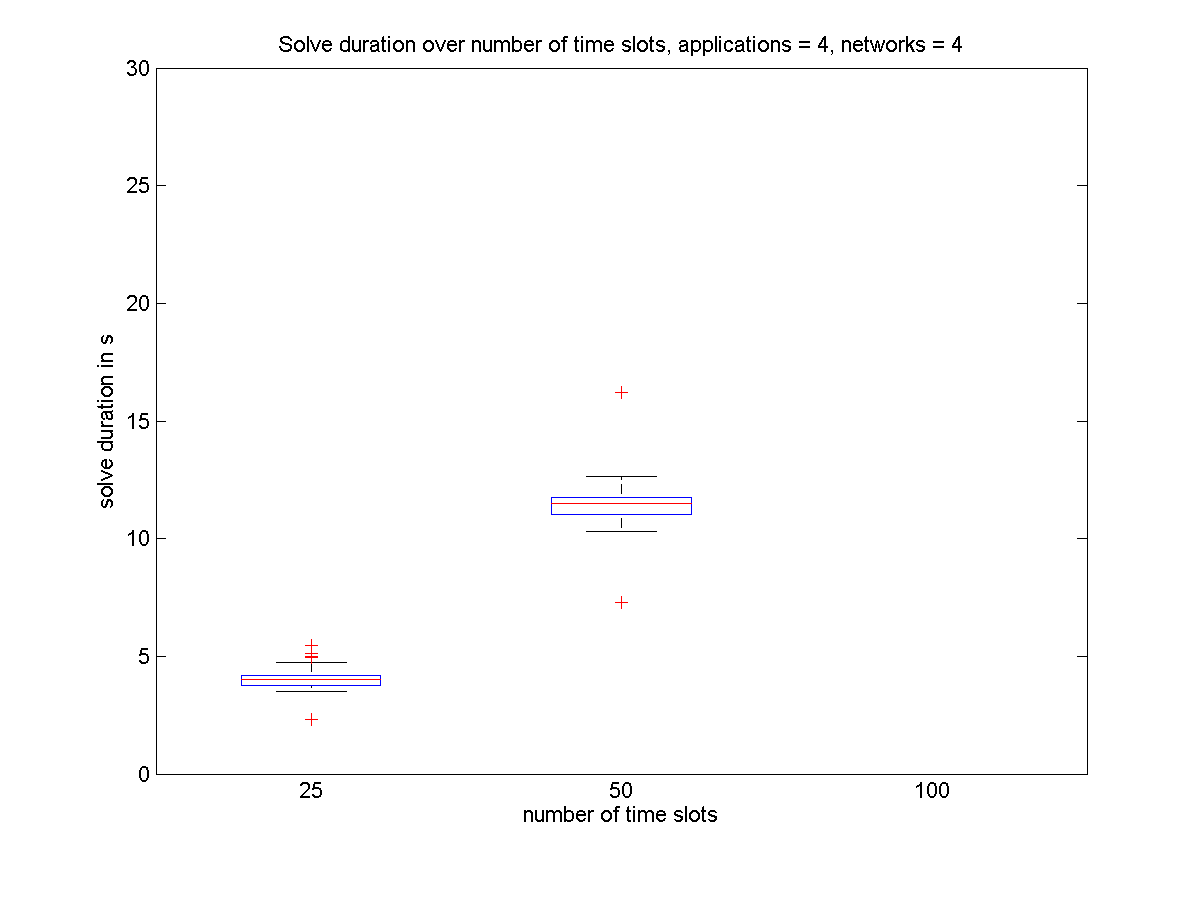 Solve duration over number of time slots, applications = 4, networks = 4
30
25
20
15
10
5
0
solve duration in s
25 50 100
number of time slots